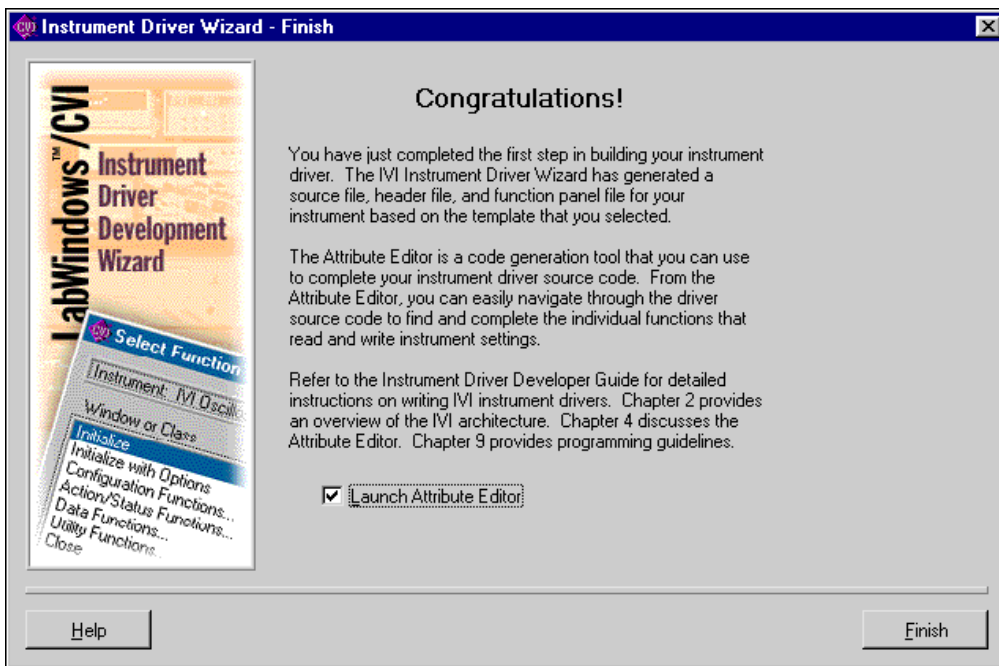 CVI
Instrument Driver Wizard - Finish
LabWindows™/CVI
Instrument
Driver
Development
Wizard
CVI
Select Function
Instrument: IVI Oscillo
Window or Class
Initialize
Initialize with Options
Configuration Functions...
Action/Status Functions...
Data Functions...
Utility Functions...
Close
Congratulations!
You have just completed the first step in building your instrument
driver. The IVI Instrument Driver Wizard has generated a
source file, header file, and function panel file for your
instrument based on the template that you selected.
The Attribute Editor is a code generation tool that you can use
to complete your instrument driver source code. From the
Attribute Editor, you can easily navigate through the driver
source code to find and complete the individual functions that
read and write instrument settings.
Refer to the Instrument Driver Developer Guide for detailed
instructions on writing IVI instrument drivers. Chapter 2 provides
an overview of the IVI architecture. Chapter 4 discusses the
Attribute Editor. Chapter 9 provides programming guidelines.
Launch Attribute Editor
Help
Finish